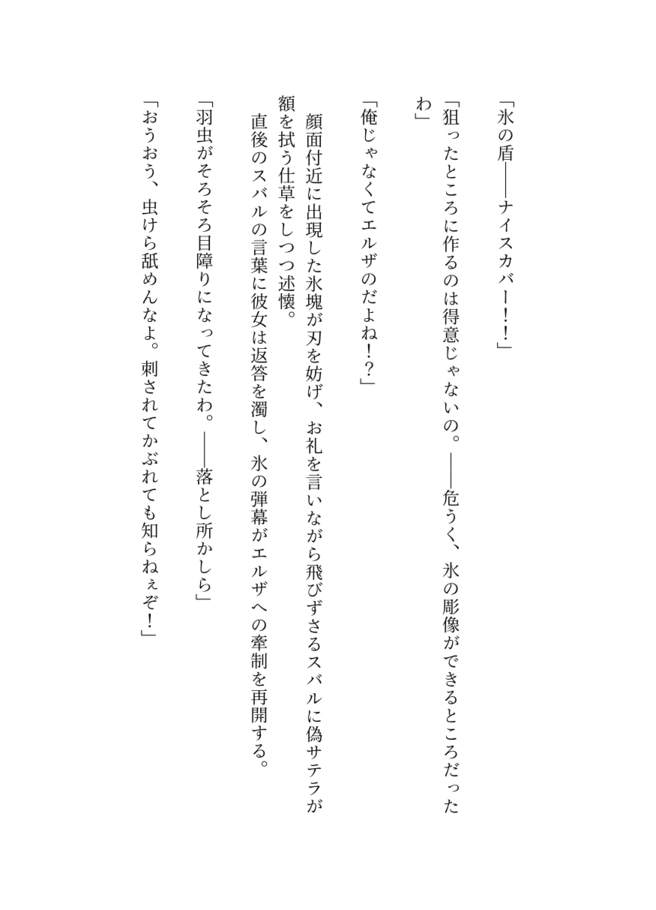 「氷の盾――ナイスカバー！！」
「狙ったところに作るのは得意じゃないの。――危うく、氷の彫像ができるところだった
わ」
「俺じゃなくてエルザのだよね！？」
　顔面付近に出現した氷塊が刃を妨げ、お礼を言いながら飛びずさるスバルに偽サテラが
額を拭う仕草をしつつ述懐。
　直後のスバルの言葉に彼女は返答を濁し、氷の弾幕がエルザへの牽制を再開する。
「羽虫がそろそろ目障りになってきたわ。――落とし所かしら」
「おうおう、虫けら舐めんなよ。刺されてかぶれても知らねぇぞ！」